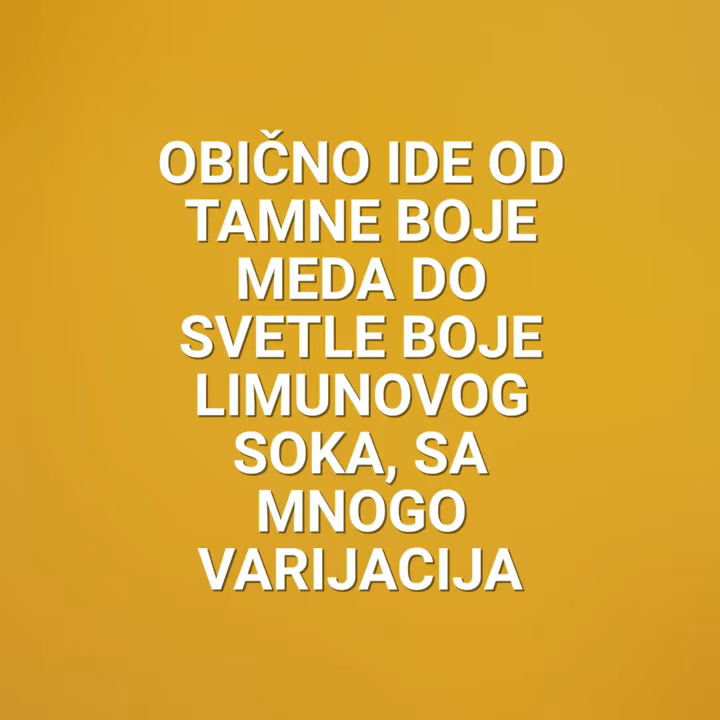 OBIČNO IDE OD
TAMNE BOJE
MEDA DO
SVETLE BOJE
LIMUNOVOG
SOKA, SA
MNOGO
VARIJACIJA